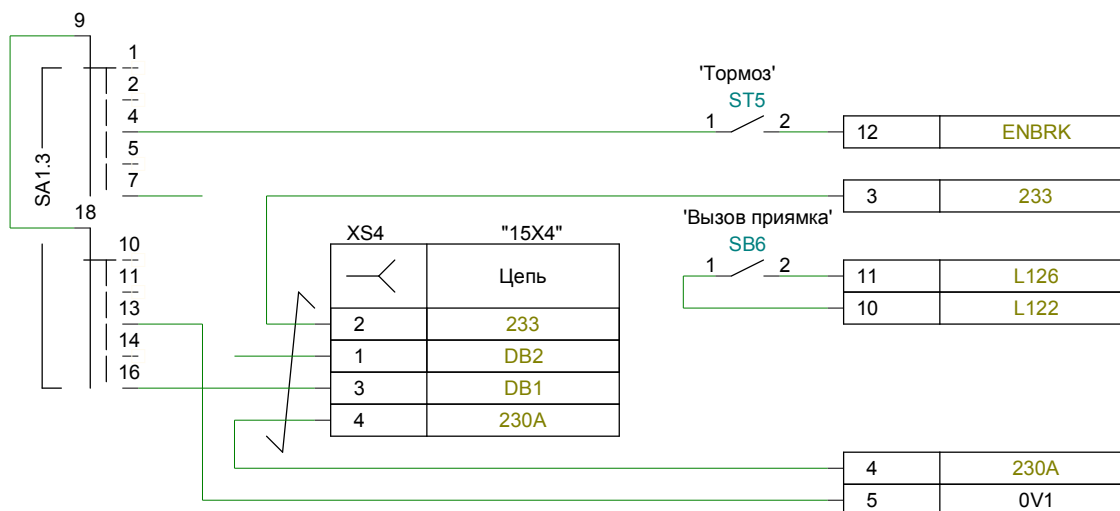 9
1
2
4
5
7
SA1.3
18
10
11
13
14
16
'Тормоз'
ST5
1 2
12 ENBRK
3 233
'Вызов приямка'
SB6
1 2
11 L126
10 L122
XS4 "15X4"
Цепь
2 233
1 DB2
3 DB1
4 230A
4 230A
5 0V1